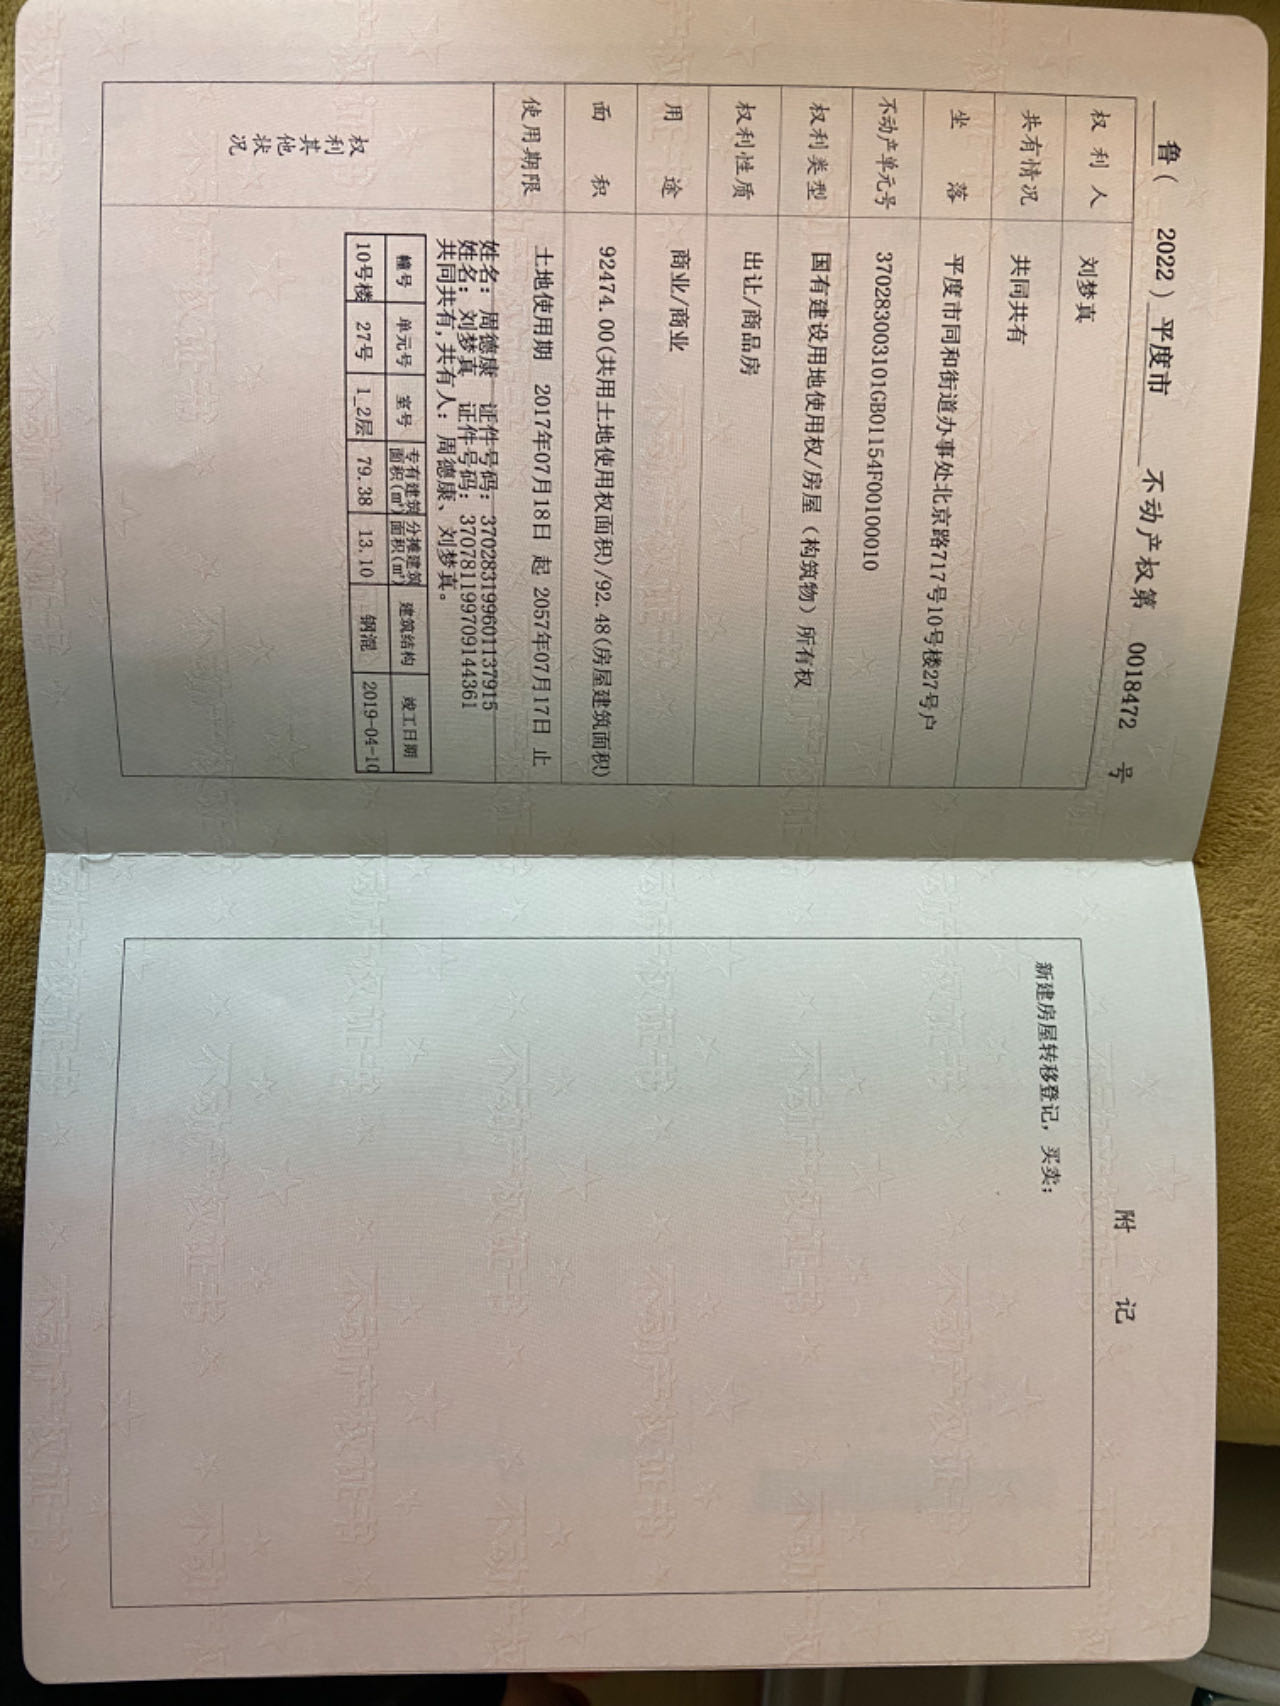 鲁（ 2022 ）平度市 不动产权第 0018472 号
权利人 刘梦真
共有情况 共同共有
坐落 平度市同和街道办事处北京路717号10号楼27号户
不动产单元号 370283003101GB01154F00100010
权利类型 国有建设用地使用权/房屋（构筑物）所有权
权利性质 出让/商品房
用途 商业/商业
面积 92474.00(共用土地使用权面积)/92.48(房屋建筑面积)
使用期限 土地使用期 2017年07月18日 起 2057年07月17日 止
权利其他状况
姓名：周德康 证件号码：370283199601137915
姓名：刘梦真 证件号码：370781199709144361
共同共有,共有人：周德康、刘梦真。
幢号 单元号 室号 专有建筑面积(㎡) 分摊建筑面积(㎡) 建筑结构 竣工日期
10号楼 27号 1_2层 79.38 13.10 钢混 2019-04-10
附 记
新建房屋转移登记，买卖；